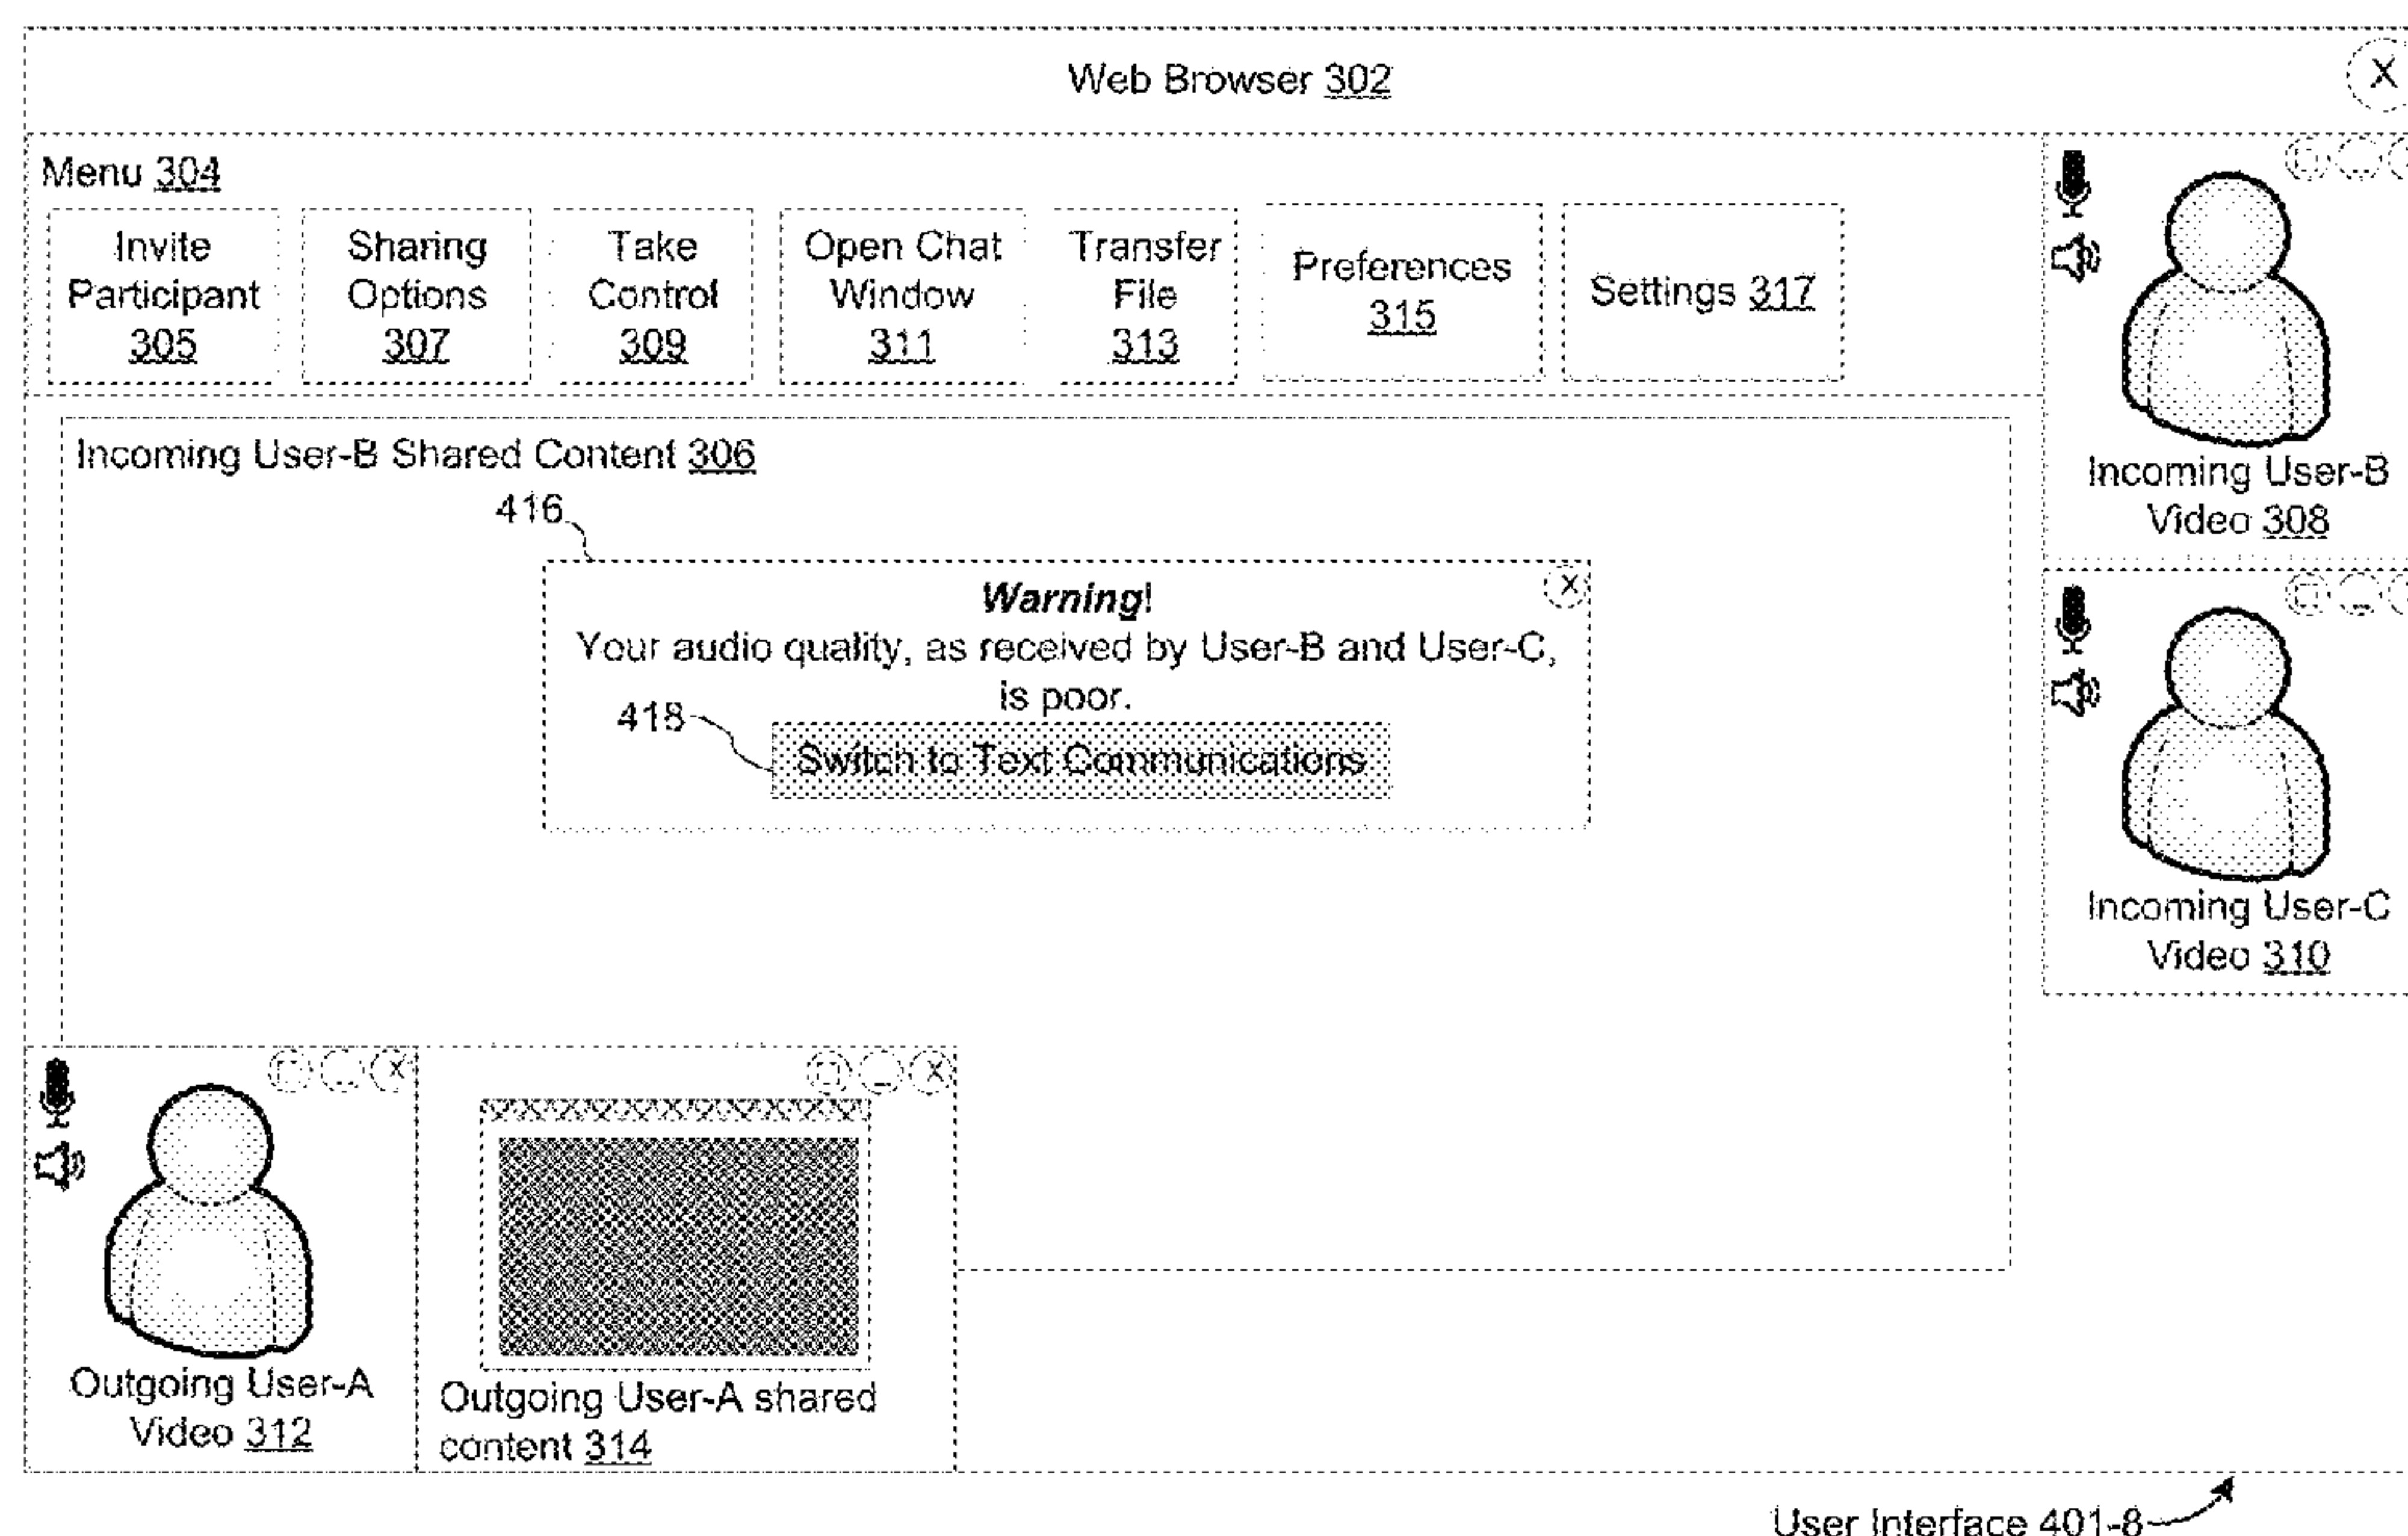 Web Browser 302
X
Menu 304
Invite
Participant
305
Sharing
Options
307
Take
Control
309
Open Chat
Window
311
Transfer
File
313
Preferences
315
Settings 317
Incoming User-B
Video 308
Incoming User-B Shared Content 306
416
X
Warning!
Your audio quality, as received by User-B and User-C,
is poor.
418
Switch to Text Communications
Incoming User-C
Video 310
X
Outgoing User-A
Video 312
X
Outgoing User-A shared
content 314
User Interface 401-8